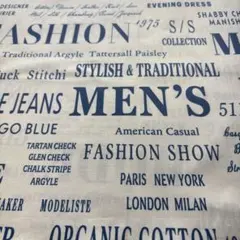 DESIGNER
EVENING DRESS
SHABBY
FASHION
1975
S/S
COLLECTION
MANISH
Traditional Argyle Tattersall Paisley
uck Stitchi
STYLISH & TRADITIONAL
E JEANS
MEN'S
51
GO BLUE
American Casual
TARTAN CHECK
GLEN CHECK
CHALK STRIPE
ARGYLE
FASHION SHOW
PARIS NEW YORK
AKER
MODELISTE
LONDON MILAN
ER
ORGANIC COTTON